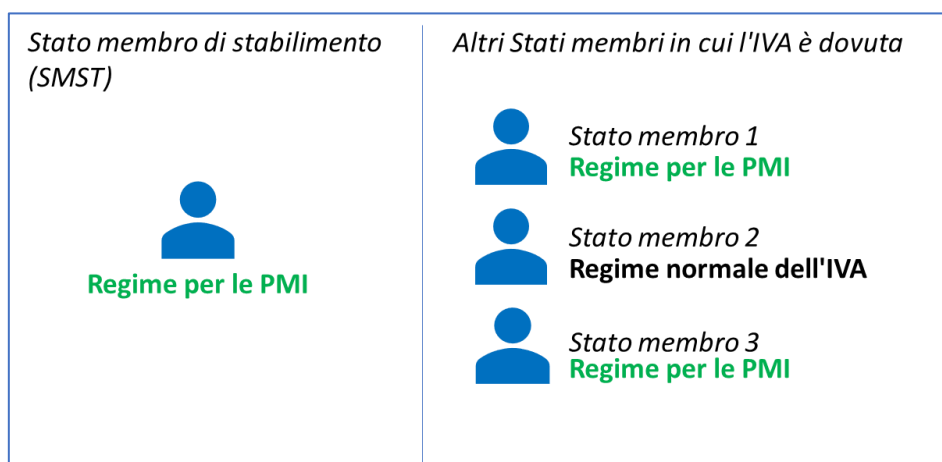 Stato membro di stabilimento
(SMST)
Regime per le PMI
Altri Stati membri in cui l'IVA è dovuta
Stato membro 1
Regime per le PMI
Stato membro 2
Regime normale dell'IVA
Stato membro 3
Regime per le PMI